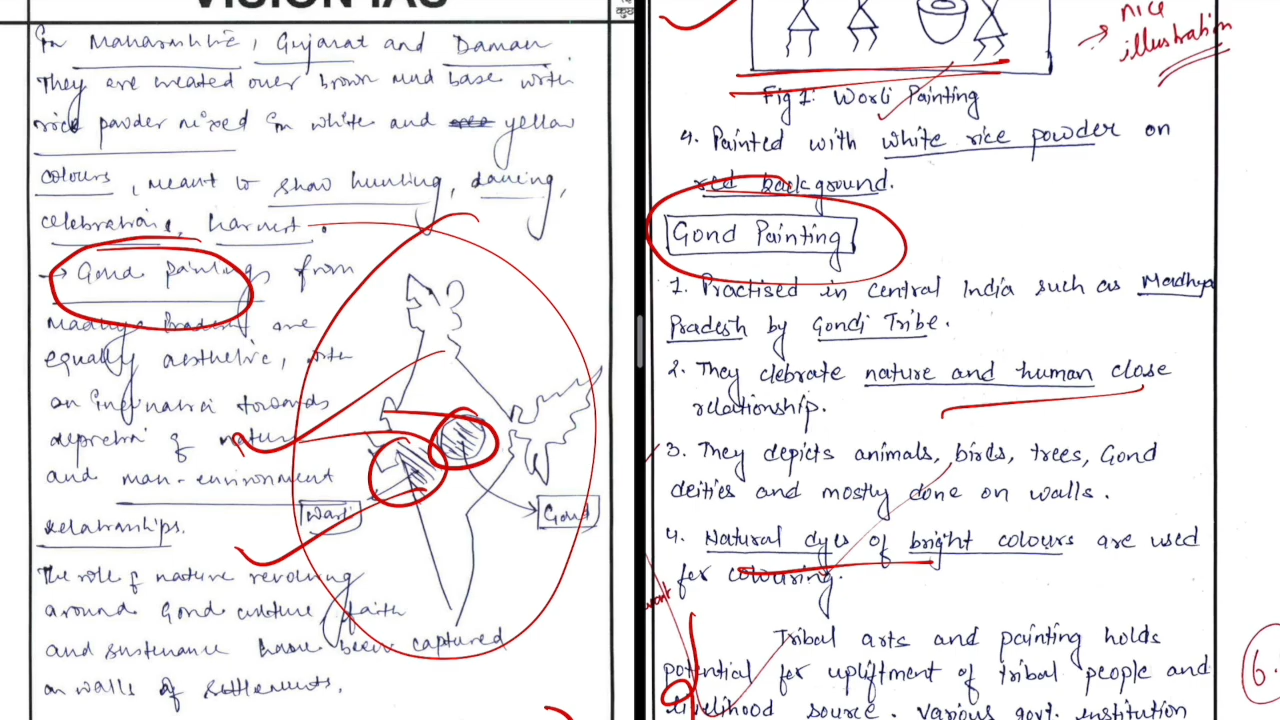 VISION IAS
In Maharashtra, Gujarat and Daman.
They are created over brown mud base with
rice powder mixed in white and yellow
colours, meant to show hunting, dancing,
celebrations, harvest.
→ Gond paintings from
Madhya Pradesh are
equally aesthetic, with
an inclination towards
depiction of nature
and man-environment
relationships.
Warli
Gond
The role of nature revolving
around Gond culture, faith
and sustenance have been captured
on walls of settlements.
nice
illustration
Fig 1: Worli Painting
4. Painted with white rice powder on
red background.
Gond Painting
1. Practised in central India such as Madhya
Pradesh by Gondi Tribe.
2. They clebrate nature and human close
relationship.
3. They depicts animals, birds, trees, Gond
deities and mostly done on walls.
4. Natural dyes of bright colours are used
for colouring.
Tribal arts and painting holds
potential for upliftment of tribal people and
livelihood source. Various govt. institution
6.